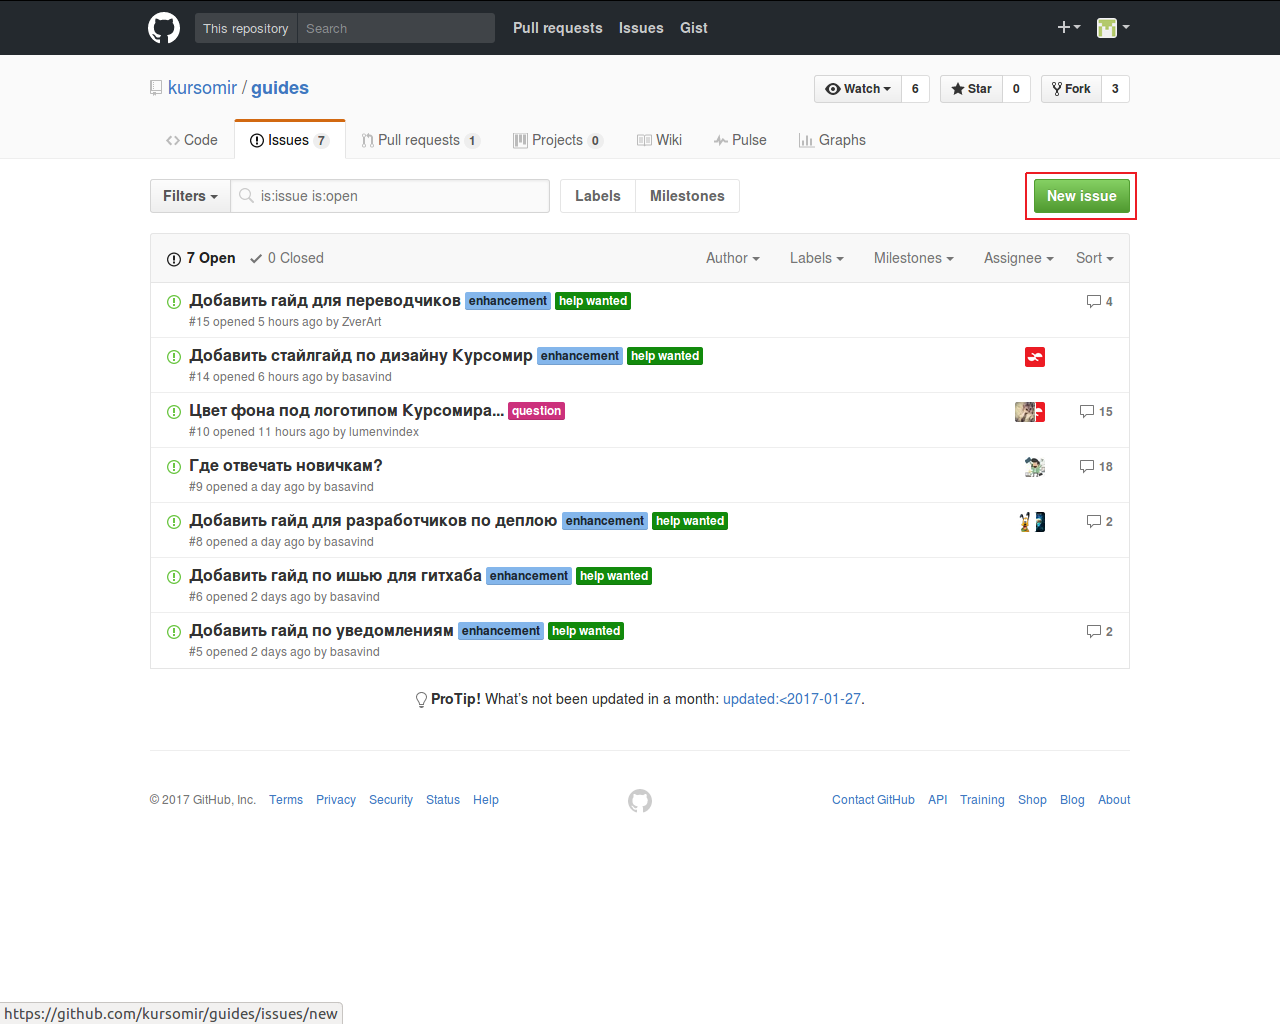 This repository Search Pull requests Issues Gist
kursomir / guides Watch 6 Star 0 Fork 3
Code Issues 7 Pull requests 1 Projects 0 Wiki Pulse Graphs
Filters is:issue is:open Labels Milestones New issue
7 Open 0 Closed Author Labels Milestones Assignee Sort
Добавить гайд для переводчиков enhancement help wanted 4
#15 opened 5 hours ago by ZverArt
Добавить стайлгайд по дизайну Курсомир enhancement help wanted
#14 opened 6 hours ago by basavind
Цвет фона под логотипом Курсомира... question 15
#10 opened 11 hours ago by lumenvindex
Где отвечать новичкам? 18
#9 opened a day ago by basavind
Добавить гайд для разработчиков по деплою enhancement help wanted 2
#8 opened a day ago by basavind
Добавить гайд по ишью для гитхаба enhancement help wanted
#6 opened 2 days ago by basavind
Добавить гайд по уведомлениям enhancement help wanted 2
#5 opened 2 days ago by basavind
ProTip! What's not been updated in a month: updated:<2017-01-27.
© 2017 GitHub, Inc. Terms Privacy Security Status Help Contact GitHub API Training Shop Blog About
https://github.com/kursomir/guides/issues/new